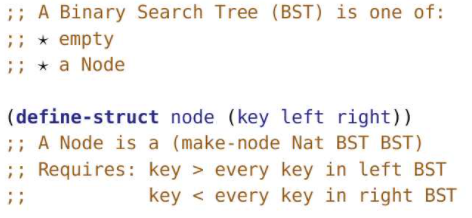 ;; A Binary Search Tree (BST) is one of:
;; ⋆ empty
;; ⋆ a Node
(define-struct node (key left right))
;; A Node is a (make-node Nat BST BST)
;; Requires: key > every key in left BST
;; key < every key in right BST